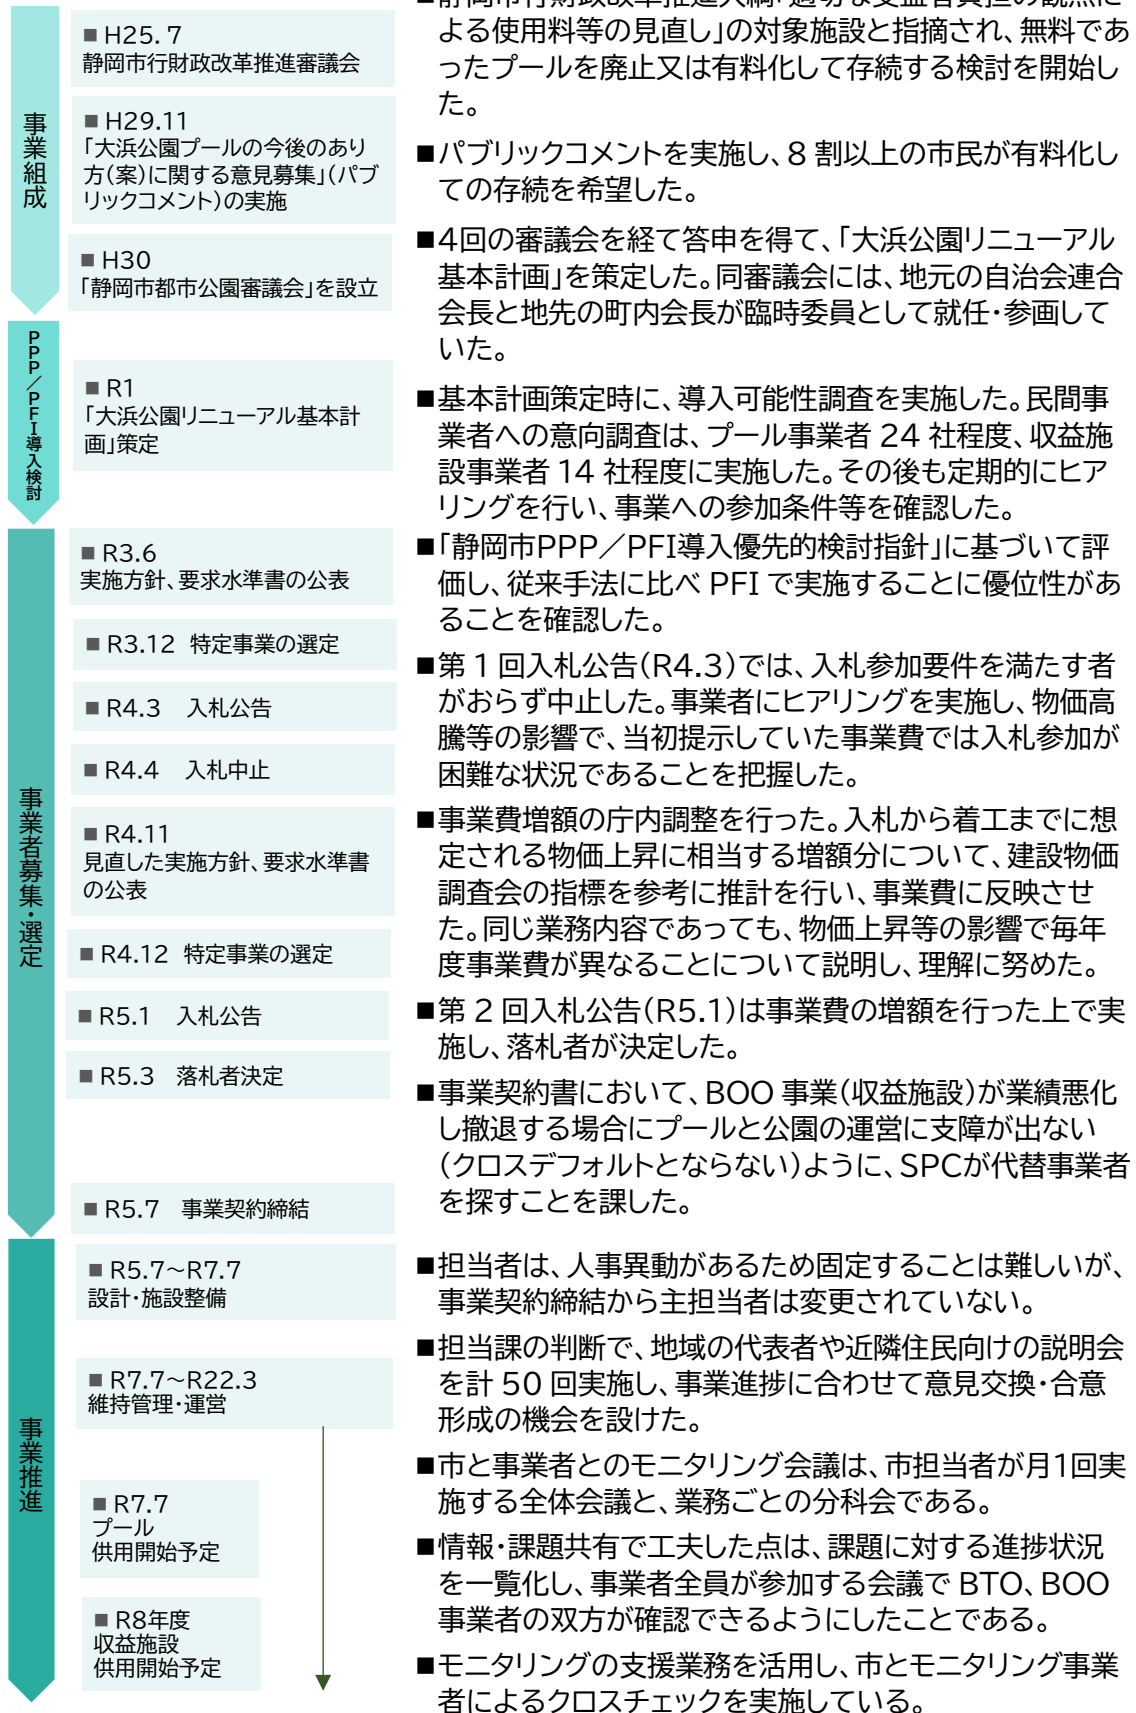 事業組成
■ H25.7
静岡市行財政改革推進審議会
■ H29.11
「大浜公園プールの今後のあり
方(案)に関する意見募集」(パブ
リックコメント)の実施
■ H30
「静岡市都市公園審議会」を設立
PPP/PFI導入検討
■ R1
「大浜公園リニューアル基本計
画」策定
事業者募集・選定
■ R3.6
実施方針、要求水準書の公表
■ R3.12 特定事業の選定
■ R4.3 入札公告
■ R4.4 入札中止
■ R4.11
見直した実施方針、要求水準書
の公表
■ R4.12 特定事業の選定
■ R5.1 入札公告
■ R5.3 落札者決定
■ R5.7 事業契約締結
事業推進
■ R5.7~R7.7
設計・施設整備
■ R7.7~R22.3
維持管理・運営
■ R7.7
プール
供用開始予定
■ R8年度
収益施設
供用開始予定
■静岡市行財政改革推進大綱「適切な受益者負担の観点に
よる使用料等の見直し」の対象施設と指摘され、無料であ
ったプールを廃止又は有料化して存続する検討を開始し
た。
■パブリックコメントを実施し、8割以上の市民が有料化し
ての存続を希望した。
■4回の審議会を経て答申を得て、「大浜公園リニューアル
基本計画」を策定した。同審議会には、地元の自治会連合
会長と地先の町内会長が臨時委員として就任・参画して
いた。
■基本計画策定時に、導入可能性調査を実施した。民間事
業者への意向調査は、プール事業者 24 社程度、収益施
設事業者 14 社程度に実施した。その後も定期的にヒア
リングを行い、事業への参加条件等を確認した。
■「静岡市PPP/PFI導入優先的検討指針」に基づいて評
価し、従来手法に比べ PFI で実施することに優位性があ
ることを確認した。
■第 1 回入札公告(R4.3)では、入札参加要件を満たす者
がおらず中止した。事業者にヒアリングを実施し、物価高
騰等の影響で、当初提示していた事業費では入札参加が
困難な状況であることを把握した。
■事業費増額の庁内調整を行った。入札から着工までに想
定される物価上昇に相当する増額分について、建設物価
調査会の指標を参考に推計を行い、事業費に反映させ
た。同じ業務内容であっても、物価上昇等の影響で毎年
度事業費が異なることについて説明し、理解に努めた。
■第 2 回入札公告(R5.1)は事業費の増額を行った上で実
施し、落札者が決定した。
■事業契約書において、BOO 事業(収益施設)が業績悪化
し撤退する場合にプールと公園の運営に支障が出ない
(クロスデフォルトとならない)ように、SPCが代替事業者
を探すことを課した。
■担当者は、人事異動があるため固定することは難しいが、
事業契約締結から主担当者は変更されていない。
■担当課の判断で、地域の代表者や近隣住民向けの説明会
を計 50 回実施し、事業進捗に合わせて意見交換・合意
形成の機会を設けた。
■市と事業者とのモニタリング会議は、市担当者が月1回実
施する全体会議と、業務ごとの分科会である。
■情報・課題共有で工夫した点は、課題に対する進捗状況
を一覧化し、事業者全員が参加する会議で BTO、BOO
事業者の双方が確認できるようにしたことである。
■モニタリングの支援業務を活用し、市とモニタリング事業
者によるクロスチェックを実施している。